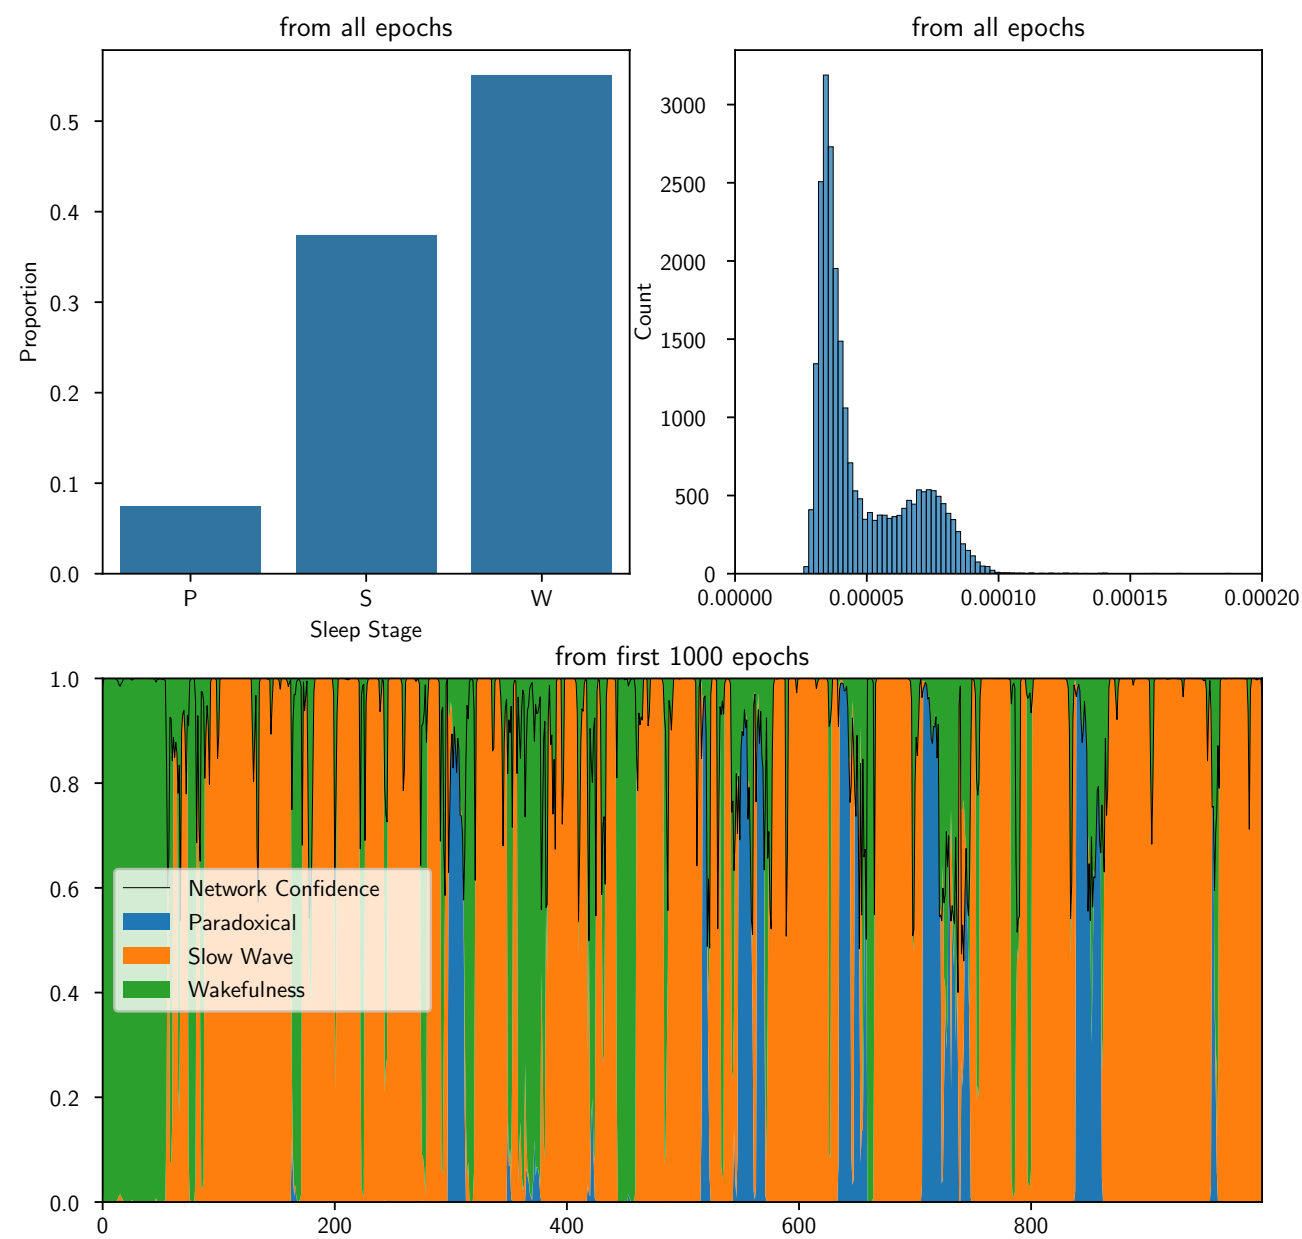 from all epochs
0.5
0.4
0.3
0.2
0.1
0.0
Proportion
P S W
Sleep Stage
from all epochs
3000
2500
2000
1500
1000
500
0
Count
0.00000 0.00005 0.00010 0.00015 0.00020
from first 1000 epochs
1.0
0.8
0.6
0.4
0.2
0.0
Network Confidence
Paradoxical
Slow Wave
Wakefulness
0 200 400 600 800